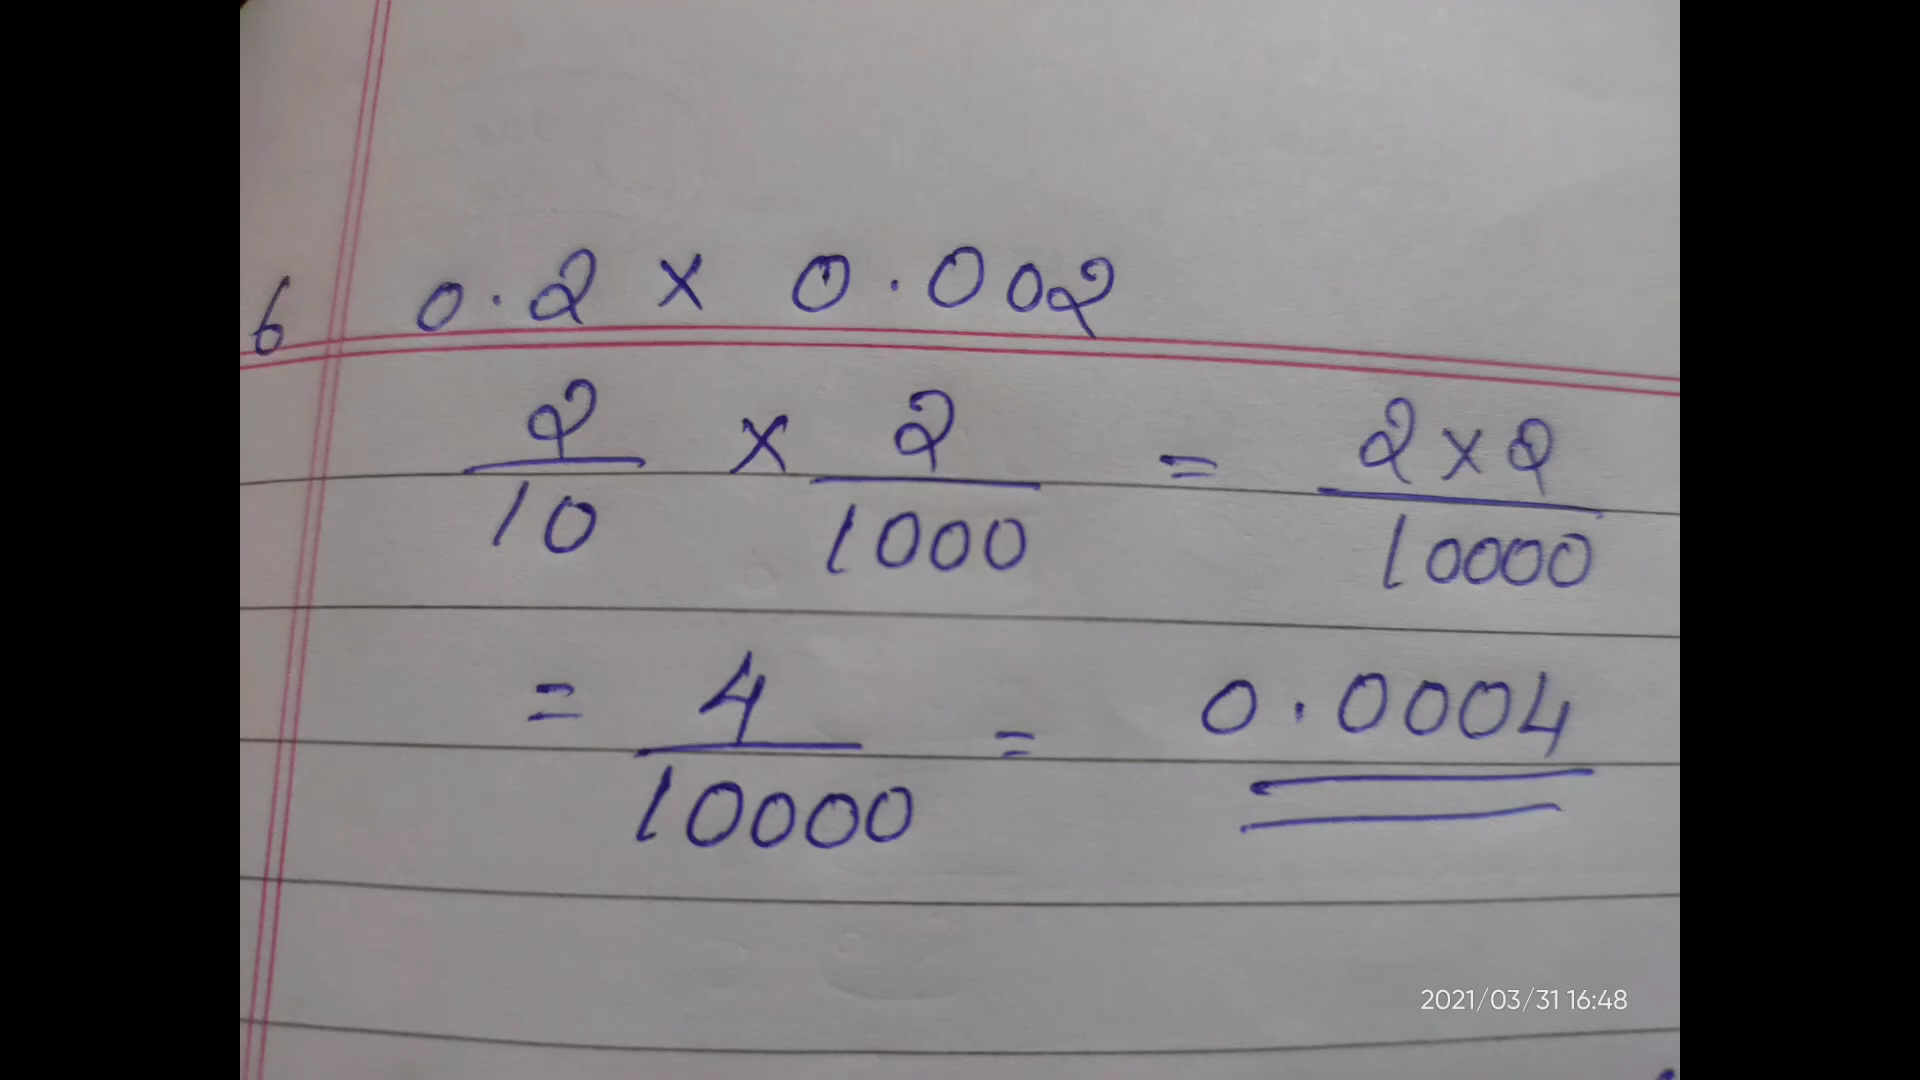 6 0.2 × 0.002
2/10 × 2/1000 = 2×2/10000
= 4/10000 = 0.0004
2021/03/31 16:48